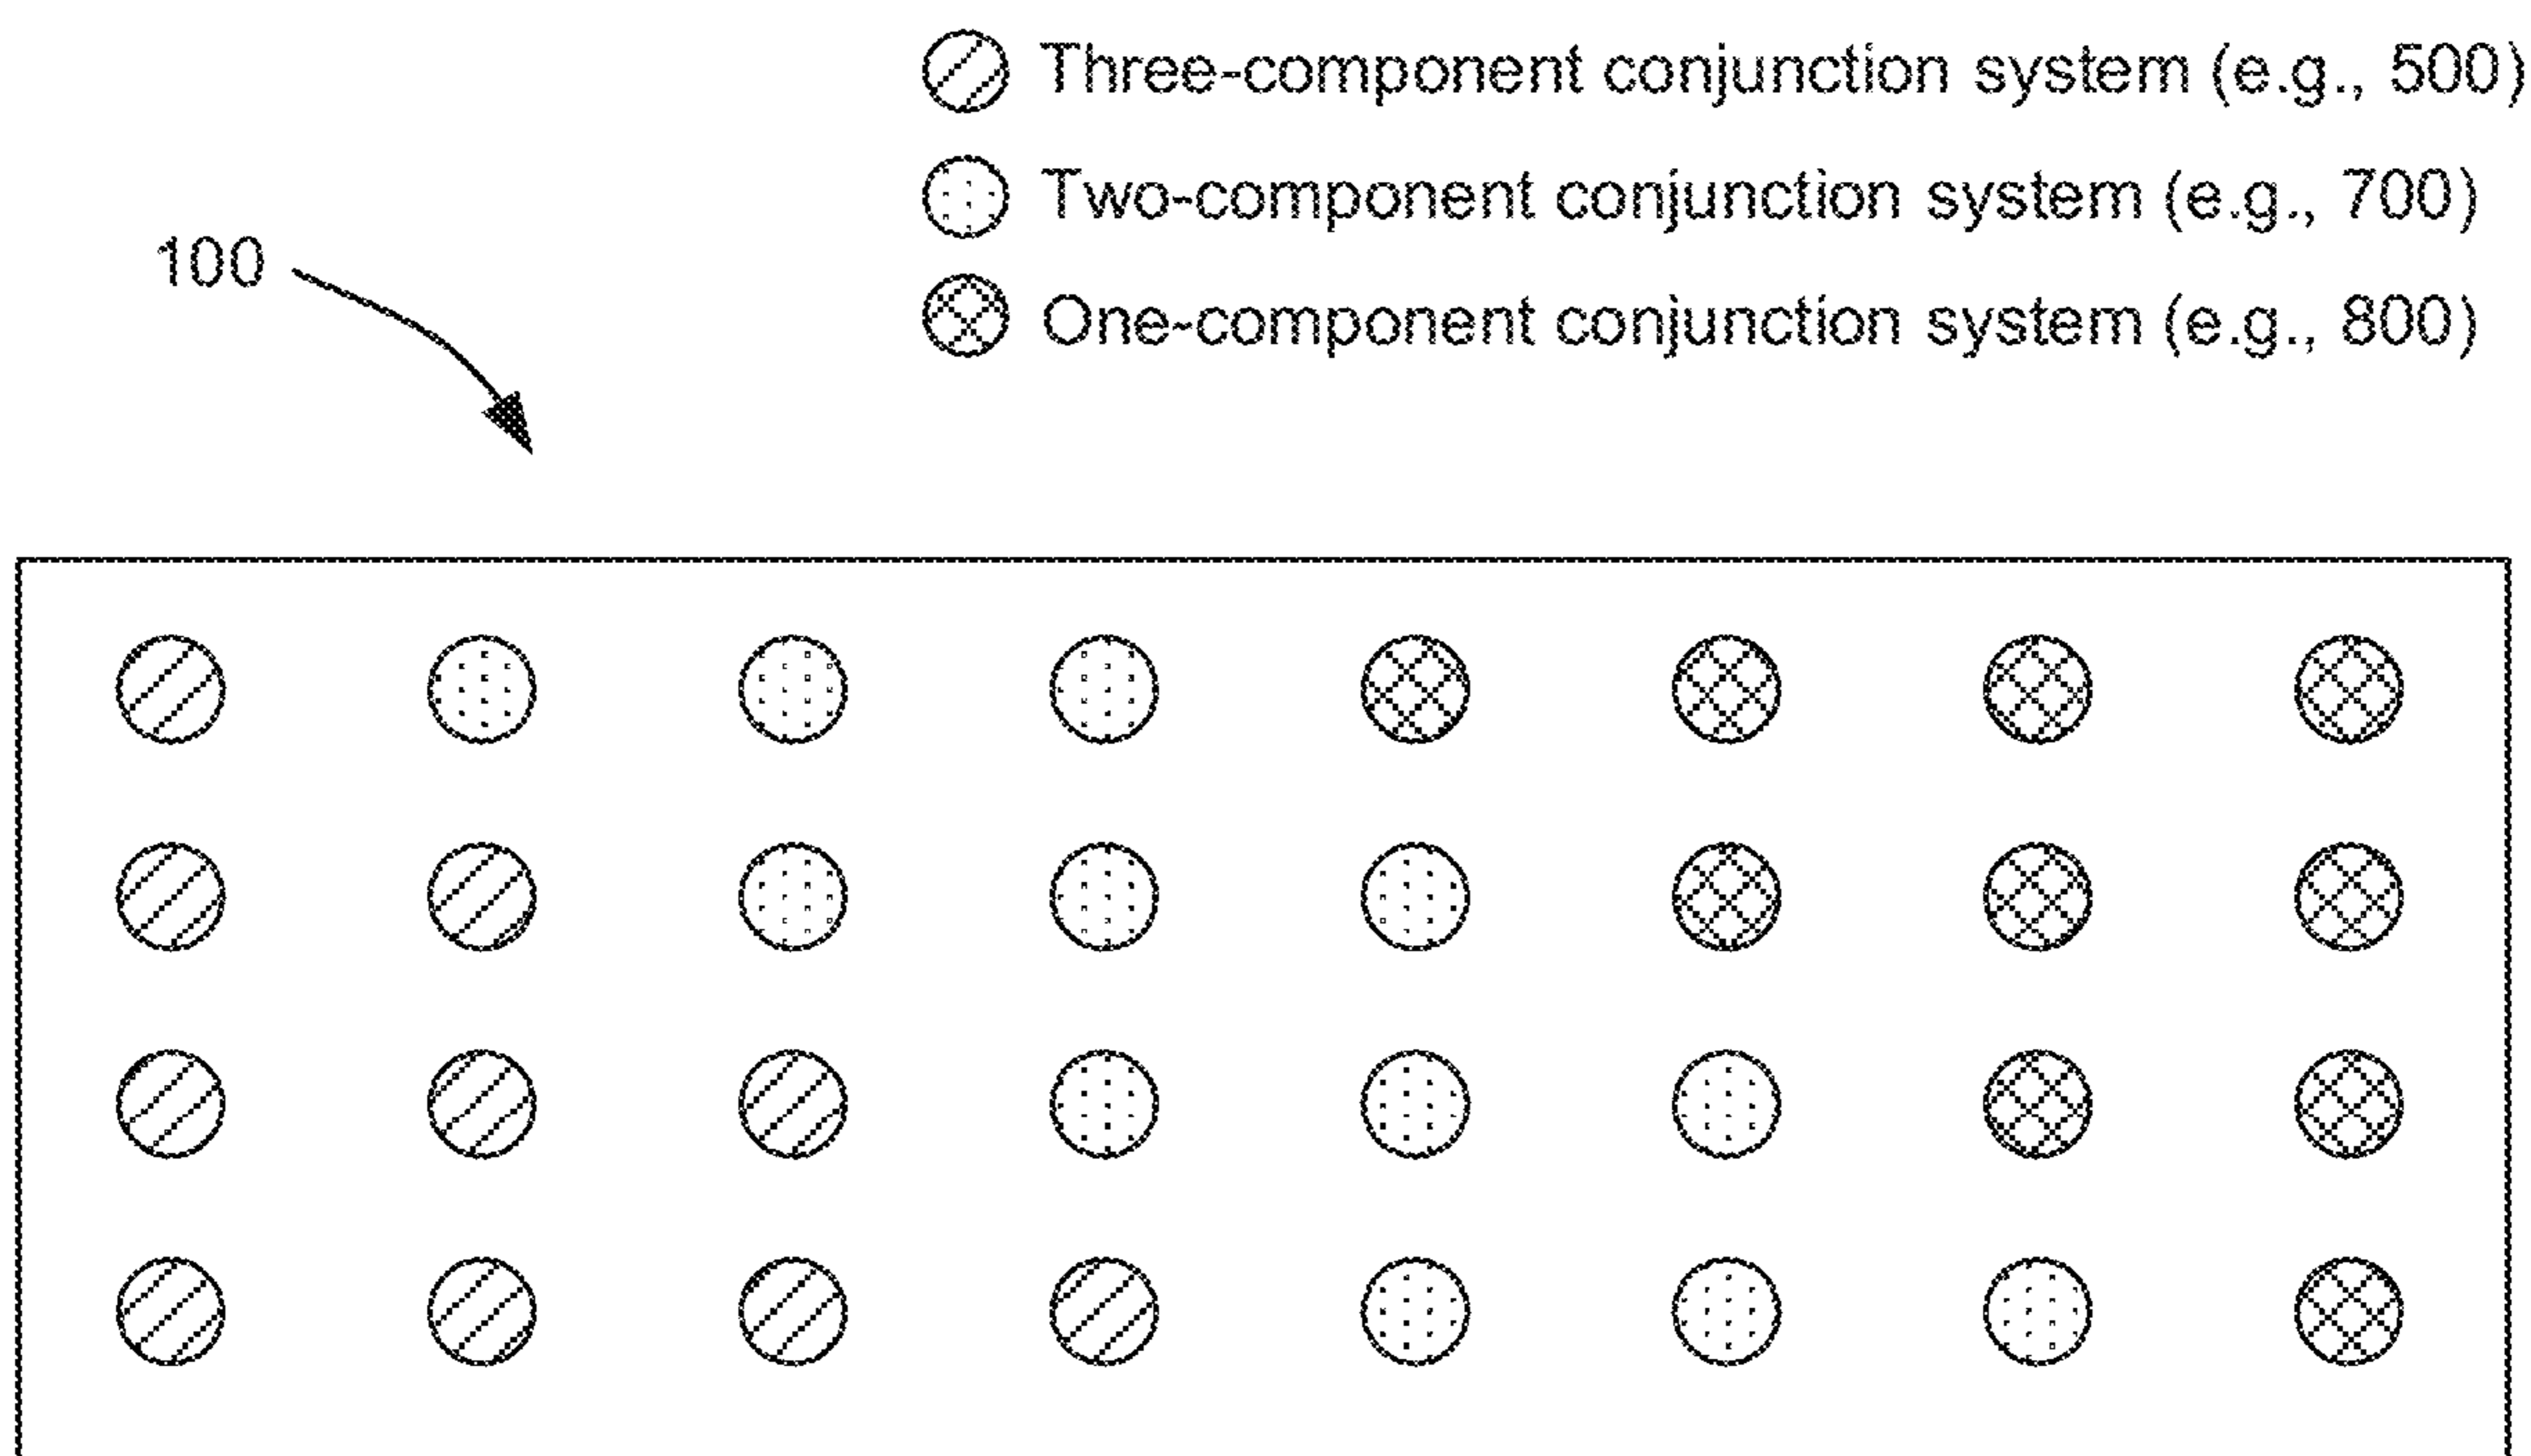 Three-component conjunction system (e.g., 500)
Two-component conjunction system (e.g., 700)
100
One-component conjunction system (e.g., 800)